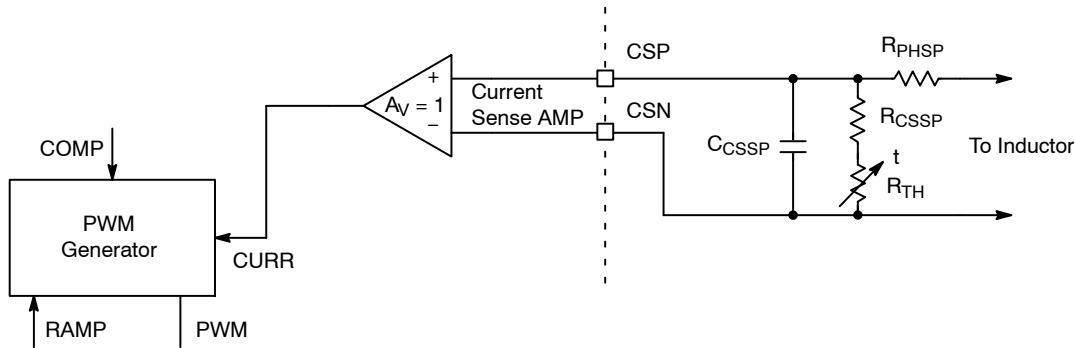 CSP
R_PHSP
+
A_V = 1
−
Current
Sense AMP
CSN
R_CSSP
COMP
C_CSSP
t
To Inductor
R_TH
PWM
Generator
CURR
RAMP
PWM